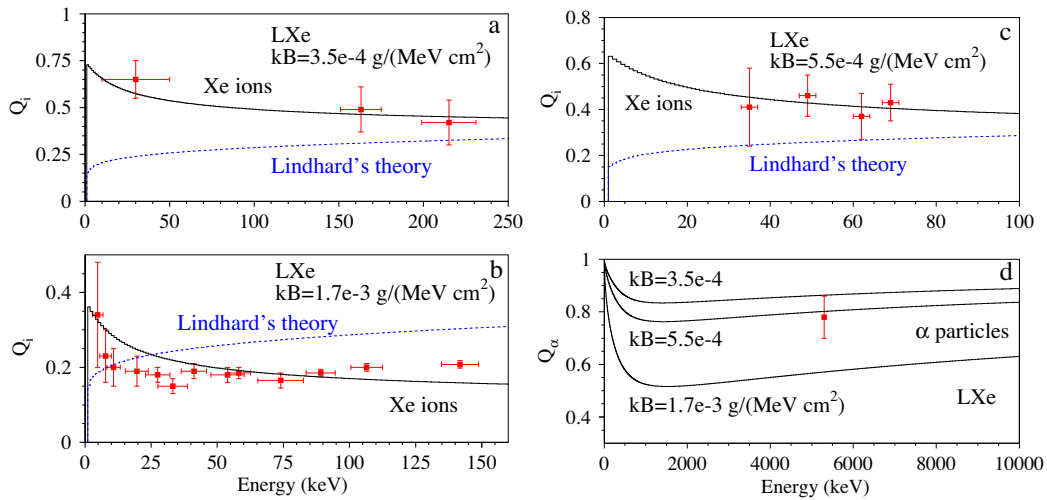 a
LXe
kB=3.5e-4 g/(MeV cm²)
Xe ions
Lindhard's theory
Qi
0
0.25
0.5
0.75
1
0
50
100
150
200
250
c
LXe
kB=5.5e-4 g/(MeV cm²)
Xe ions
Lindhard's theory
Qi
0
0.2
0.4
0.6
0.8
0
20
40
60
80
100
b
LXe
kB=1.7e-3 g/(MeV cm²)
Lindhard's theory
Xe ions
Qi
0
0.2
0.4
0
25
50
75
100
125
150
Energy (keV)
d
kB=3.5e-4
kB=5.5e-4
α particles
kB=1.7e-3 g/(MeV cm²)
LXe
Qα
0.4
0.6
0.8
1
0
2000
4000
6000
8000
10000
Energy (keV)